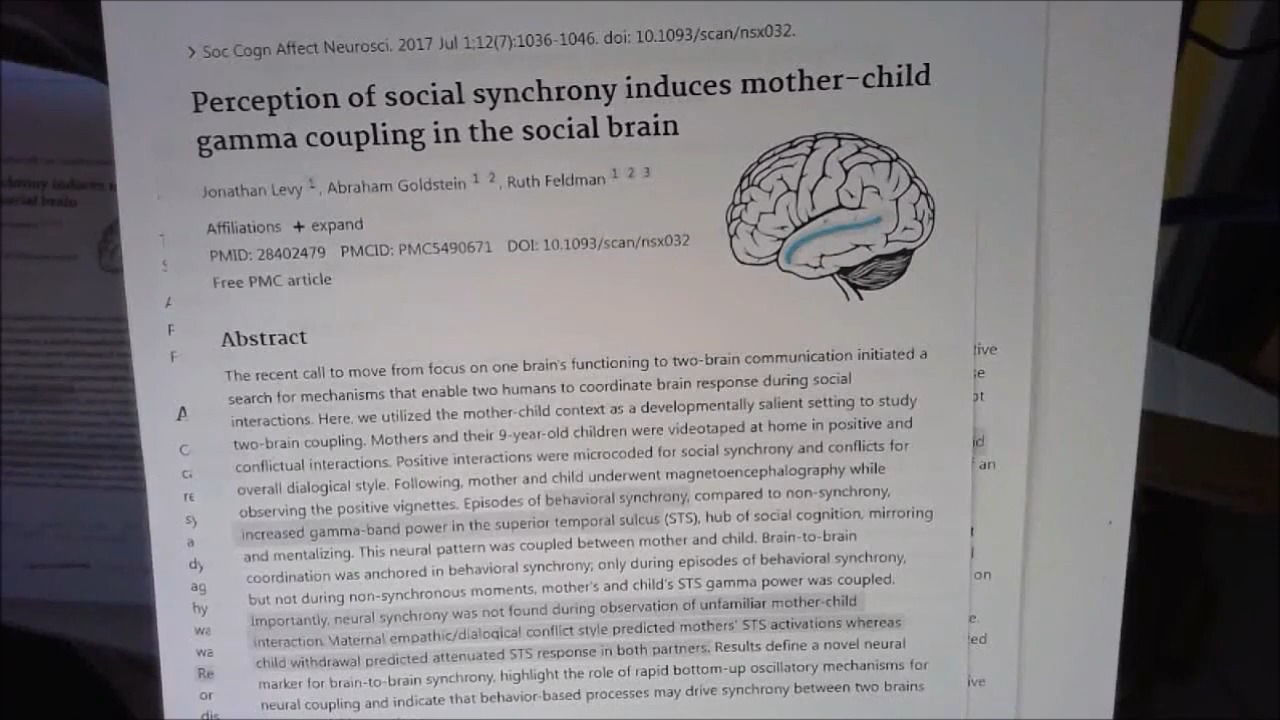 > Soc Cogn Affect Neurosci. 2017 Jul 1;12(7):1036-1046. doi: 10.1093/scan/nsx032.
Perception of social synchrony induces mother-child
gamma coupling in the social brain
Jonathan Levy 1, Abraham Goldstein 1 2, Ruth Feldman 1 2 3
Affiliations + expand
PMID: 28402479 PMCID: PMC5490671 DOI: 10.1093/scan/nsx032
Free PMC article
Abstract
The recent call to move from focus on one brain's functioning to two-brain communication initiated a
search for mechanisms that enable two humans to coordinate brain response during social
interactions. Here, we utilized the mother-child context as a developmentally salient setting to study
two-brain coupling. Mothers and their 9-year-old children were videotaped at home in positive and
conflictual interactions. Positive interactions were microcoded for social synchrony and conflicts for
overall dialogical style. Following, mother and child underwent magnetoencephalography while
observing the positive vignettes. Episodes of behavioral synchrony, compared to non-synchrony,
increased gamma-band power in the superior temporal sulcus (STS), hub of social cognition, mirroring
and mentalizing. This neural pattern was coupled between mother and child. Brain-to-brain
coordination was anchored in behavioral synchrony; only during episodes of behavioral synchrony,
but not during non-synchronous moments, mother's and child's STS gamma power was coupled.
Importantly, neural synchrony was not found during observation of unfamiliar mother-child
interaction. Maternal empathic/dialogical conflict style predicted mothers' STS activations whereas
child withdrawal predicted attenuated STS response in both partners. Results define a novel neural
marker for brain-to-brain synchrony, highlight the role of rapid bottom-up oscillatory mechanisms for
neural coupling and indicate that behavior-based processes may drive synchrony between two brains